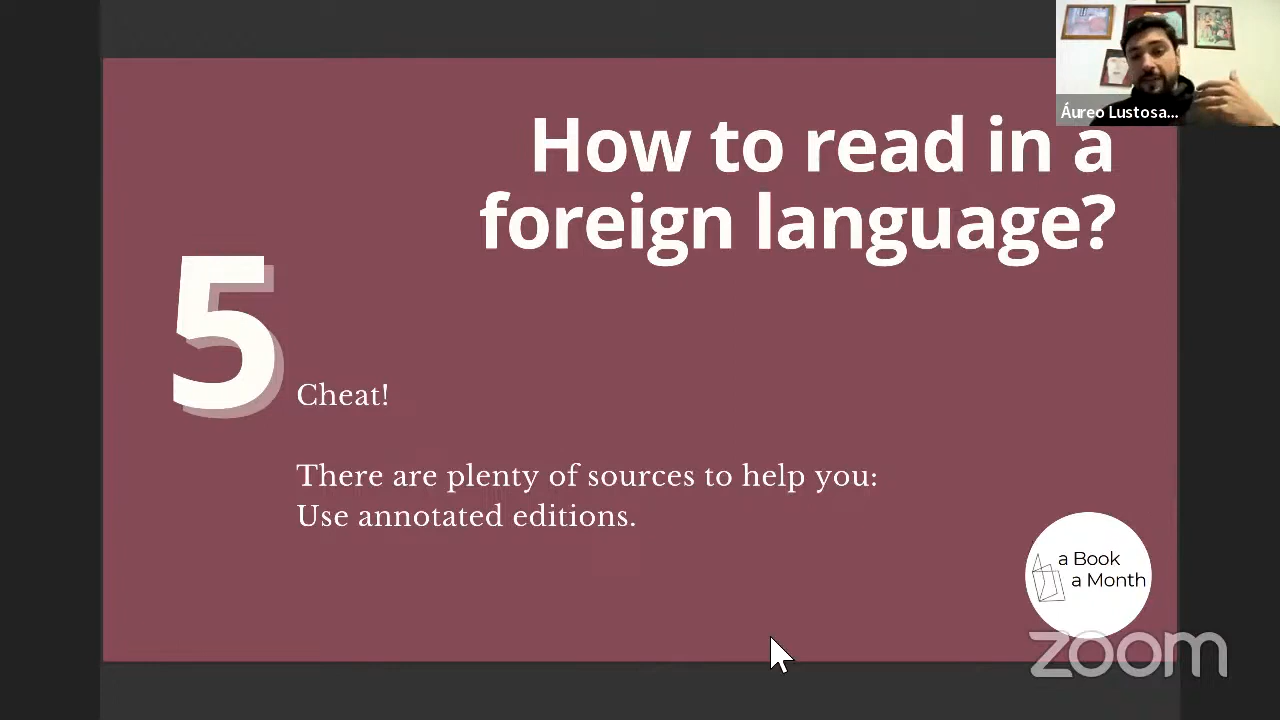 How to read in a
foreign language?
5
Cheat!
There are plenty of sources to help you:
Use annotated editions.
a Book
a Month
Áureo Lustosa...
zoom